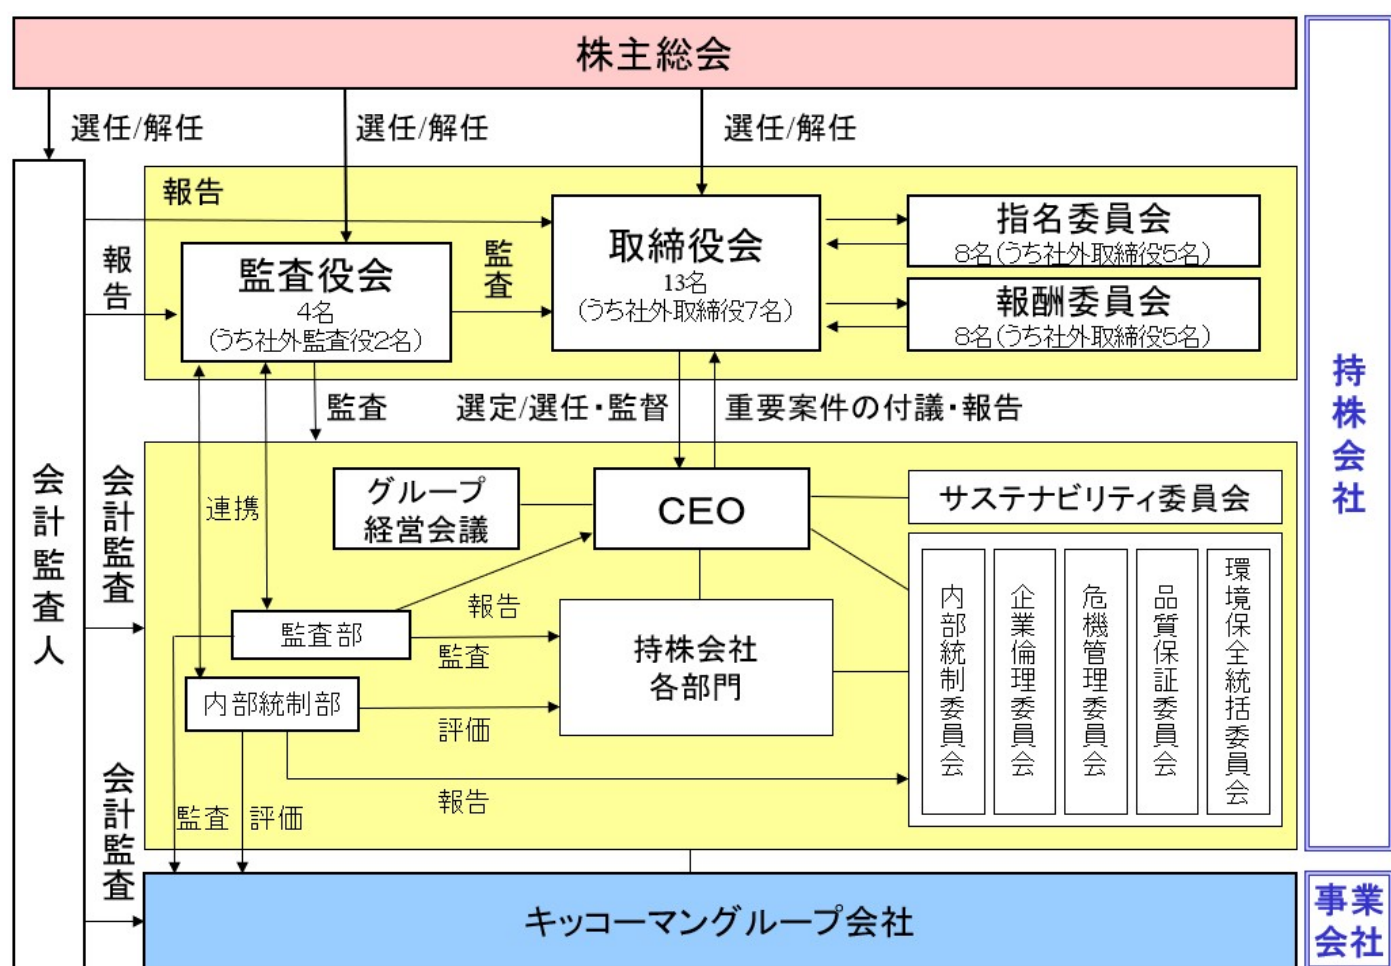 株主総会
選任/解任
選任/解任
選任/解任
報告
報告
監査役会
4名
(うち社外監査役2名)
監査
取締役会
13名
(うち社外取締役7名)
指名委員会
8名(うち社外取締役5名)
報酬委員会
8名(うち社外取締役5名)
監査
選定/選任・監督
重要案件の付議・報告
会計監査人
会計監査
連携
グループ
経営会議
CEO
サステナビリティ委員会
報告
監査部
監査
持株会社
各部門
内部統制部
評価
報告
内部統制委員会
企業倫理委員会
危機管理委員会
品質保証委員会
環境保全統括委員会
会計監査
監査
評価
キッコーマングループ会社
持株会社
事業
会社